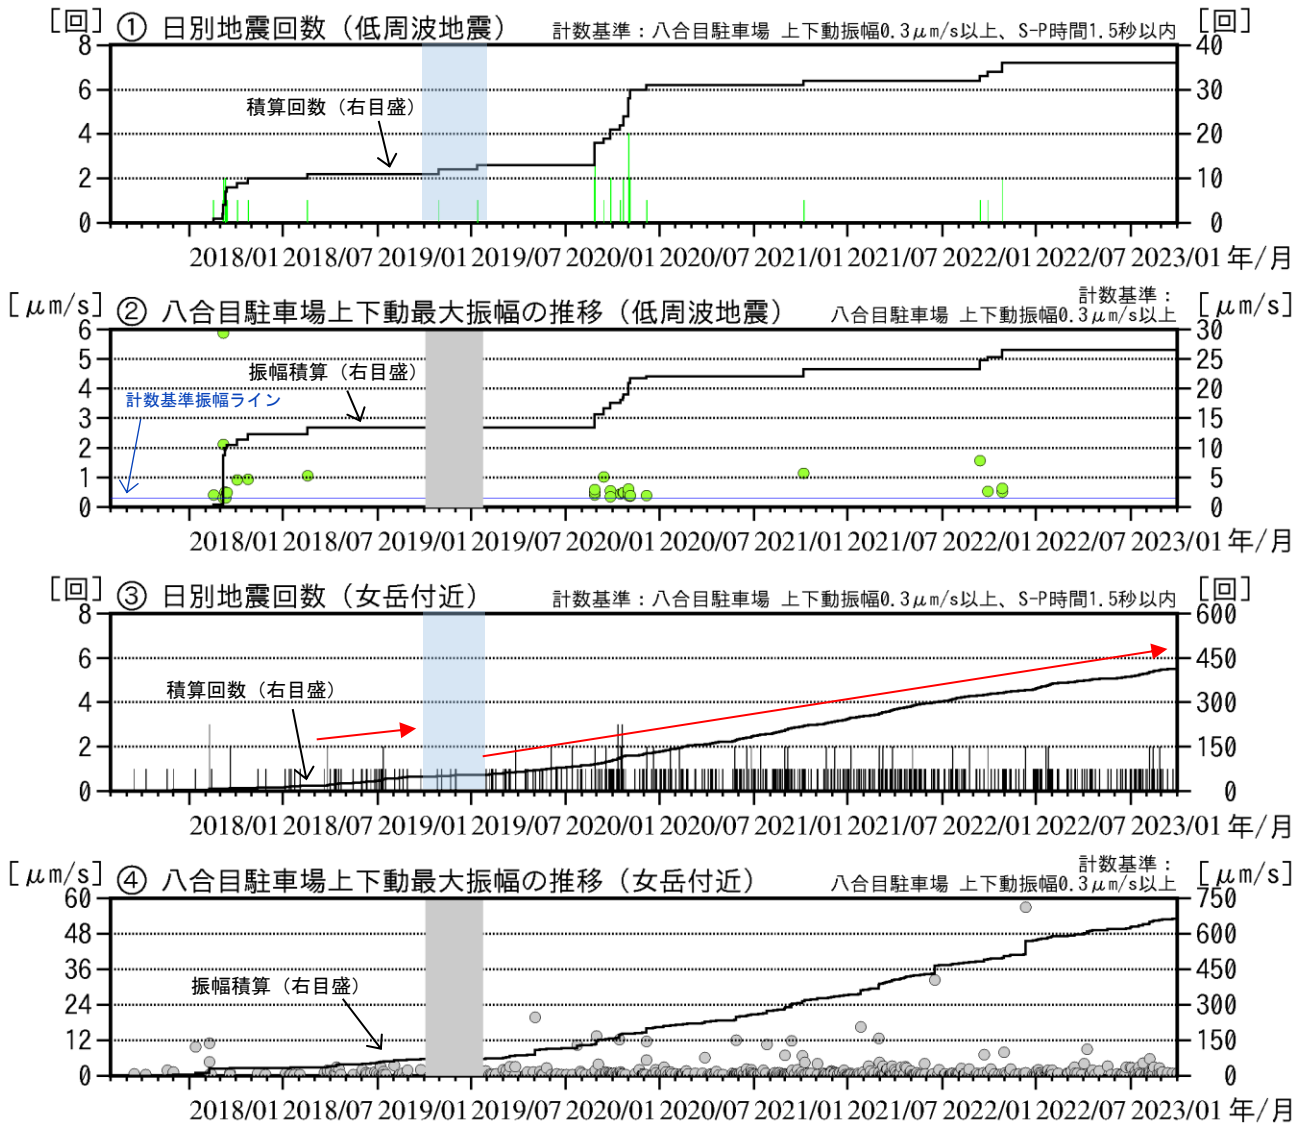 [回] ① 日別地震回数（低周波地震） 計数基準：八合目駐車場 上下動振幅0.3μm/s以上、S-P時間1.5秒以内 [回]
8 40
6 30
積算回数（右目盛）
4 20
2 10
0 0
2018/01 2018/07 2019/01 2019/07 2020/01 2020/07 2021/01 2021/07 2022/01 2022/07 2023/01 年/月
計数基準：
[μm/s] ② 八合目駐車場上下動最大振幅の推移（低周波地震） 八合目駐車場 上下動振幅0.3μm/s以上 [μm/s]
6 30
5 25
振幅積算（右目盛）
4 20
計数基準振幅ライン
3 15
2 10
1 5
0 0
2018/01 2018/07 2019/01 2019/07 2020/01 2020/07 2021/01 2021/07 2022/01 2022/07 2023/01 年/月
[回] ③ 日別地震回数（女岳付近） 計数基準：八合目駐車場 上下動振幅0.3μm/s以上、S-P時間1.5秒以内 [回]
8 600
6 450
積算回数（右目盛）
4 300
2 150
0 0
2018/01 2018/07 2019/01 2019/07 2020/01 2020/07 2021/01 2021/07 2022/01 2022/07 2023/01 年/月
計数基準：
[μm/s] ④ 八合目駐車場上下動最大振幅の推移（女岳付近） 八合目駐車場 上下動振幅0.3μm/s以上 [μm/s]
60 750
48 600
36 450
振幅積算（右目盛）
24 300
12 150
0 0
2018/01 2018/07 2019/01 2019/07 2020/01 2020/07 2021/01 2021/07 2022/01 2022/07 2023/01 年/月